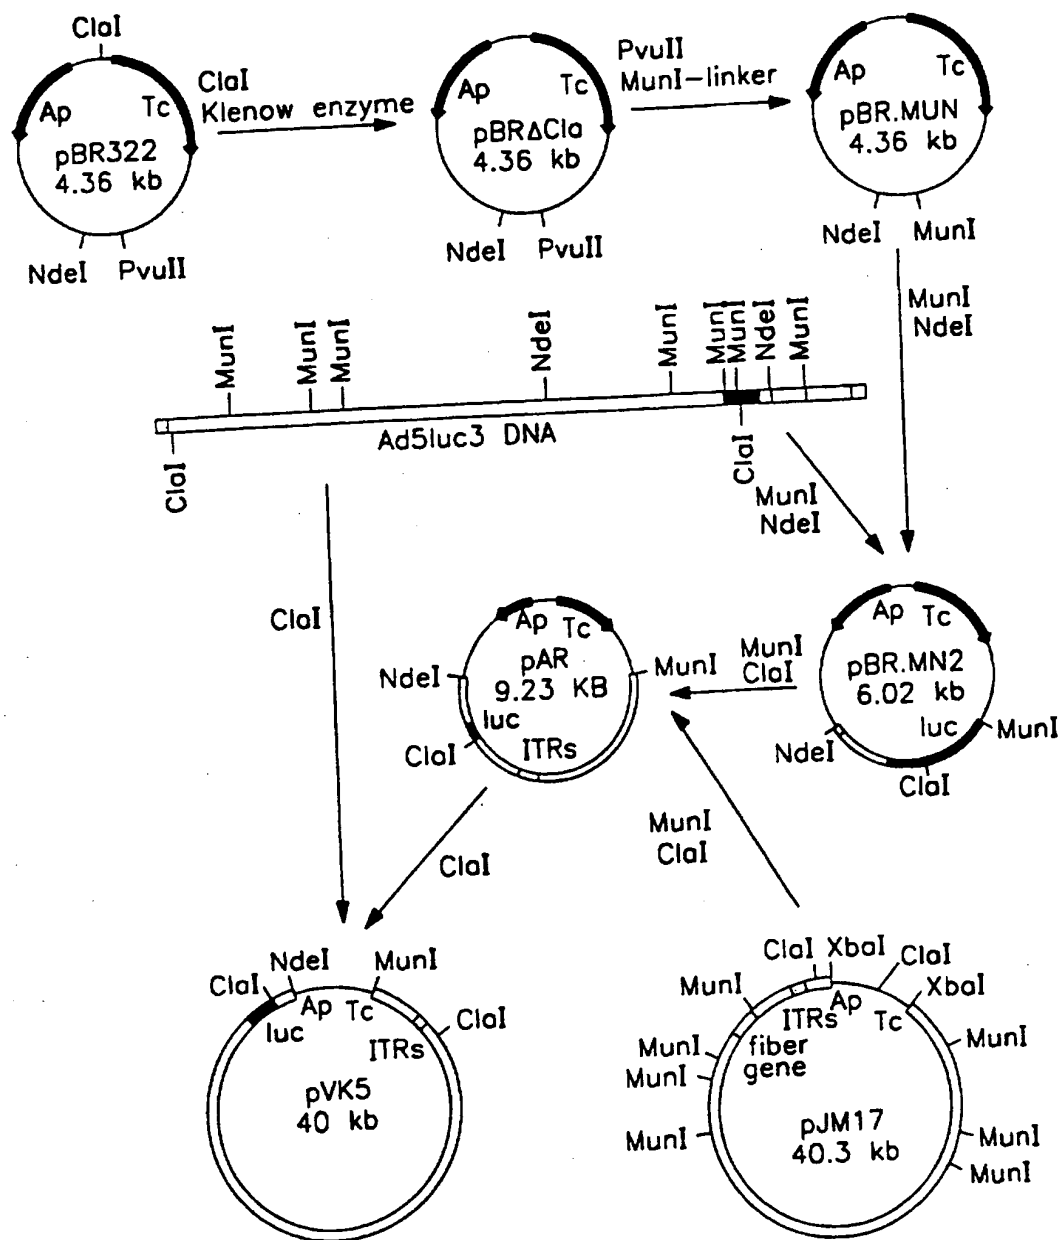 ClaI
Ap
Tc
pBR322
4.36 kb
NdeI PvuII
ClaI
Klenow enzyme
Ap
Tc
pBRΔCla
4.36 kb
NdeI PvuII
PvuII
MunI-linker
Ap
Tc
pBR.MUN
4.36 kb
NdeI MunI
MunI
NdeI
MunI
MunI
MunI
NdeI
MunI
MunI
MunI
NdeI
MunI
Ad5luc3 DNA
ClaI
ClaI
MunI
NdeI
ClaI
Ap Tc
pAR
9.23 KB
NdeI
MunI
luc
ClaI
ITRs
MunI
ClaI
Ap Tc
pBR.MN2
6.02 kb
luc
MunI
NdeI
ClaI
ClaI
MunI
ClaI
NdeI
MunI
ClaI
Ap Tc
luc
ClaI
ITRs
pVK5
40 kb
ClaI
XbaI
ClaI
XbaI
MunI
Ap
ITRs
Tc
fiber
gene
MunI
MunI
MunI
MunI
MunI
MunI
pJM17
40.3 kb